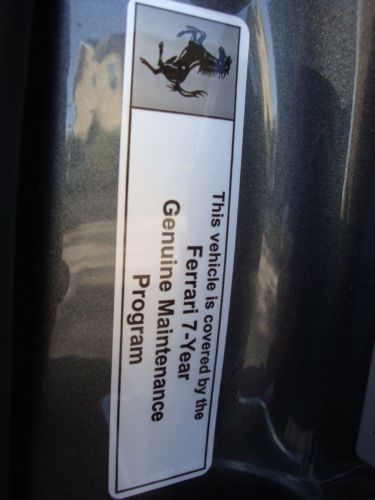 This vehicle is covered by the
Ferrari 7-Year
Genuine Maintenance
Program